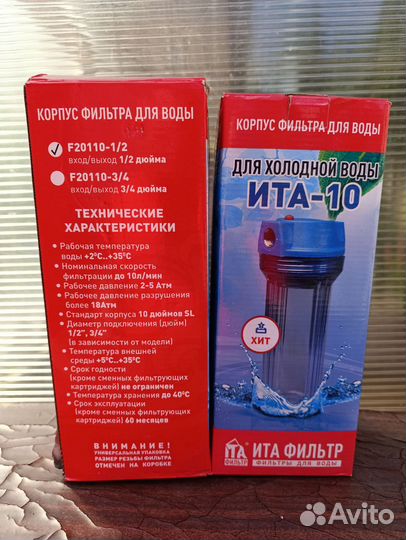 КОРПУС ФИЛЬТРА ДЛЯ ВОДЫ
F20110-1/2
вход/выход 1/2 дюйма
F20110-3/4
вход/выход 3/4 дюйма
ТЕХНИЧЕСКИЕ
ХАРАКТЕРИСТИКИ
• Рабочая температура
воды +2°С..+35°С
• Номинальная скорость
фильтрации до 10л/мин
• Рабочее давление 2-5 Атм
• Рабочее давление разрушения
более 18Атм
• Стандарт корпуса 10 дюймов SL
• Диаметр подключения (дюйм)
1/2", 3/4"
(в зависимости от модели)
• Температура внешней
среды +5°С..+35°С
• Срок годности
(кроме сменных фильтрующих
картриджей) не ограничен
• Температура хранения до 40°С
• Срок эксплуатации
(кроме сменных фильтрующих
картриджей) 60 месяцев
ВНИМАНИЕ!
УНИВЕРСАЛЬНАЯ УПАКОВКА
РАЗМЕР РЕЗЬБЫ ФИЛЬТРА
ОТМЕЧЕН НА КОРОБКЕ
КОРПУС ФИЛЬТРА ДЛЯ ВОДЫ
ДЛЯ ХОЛОДНОЙ ВОДЫ
ИТА-10
ХИТ
ITA
ФИЛЬТР
ИТА ФИЛЬТР
ФИЛЬТРЫ ДЛЯ ВОДЫ
Avito